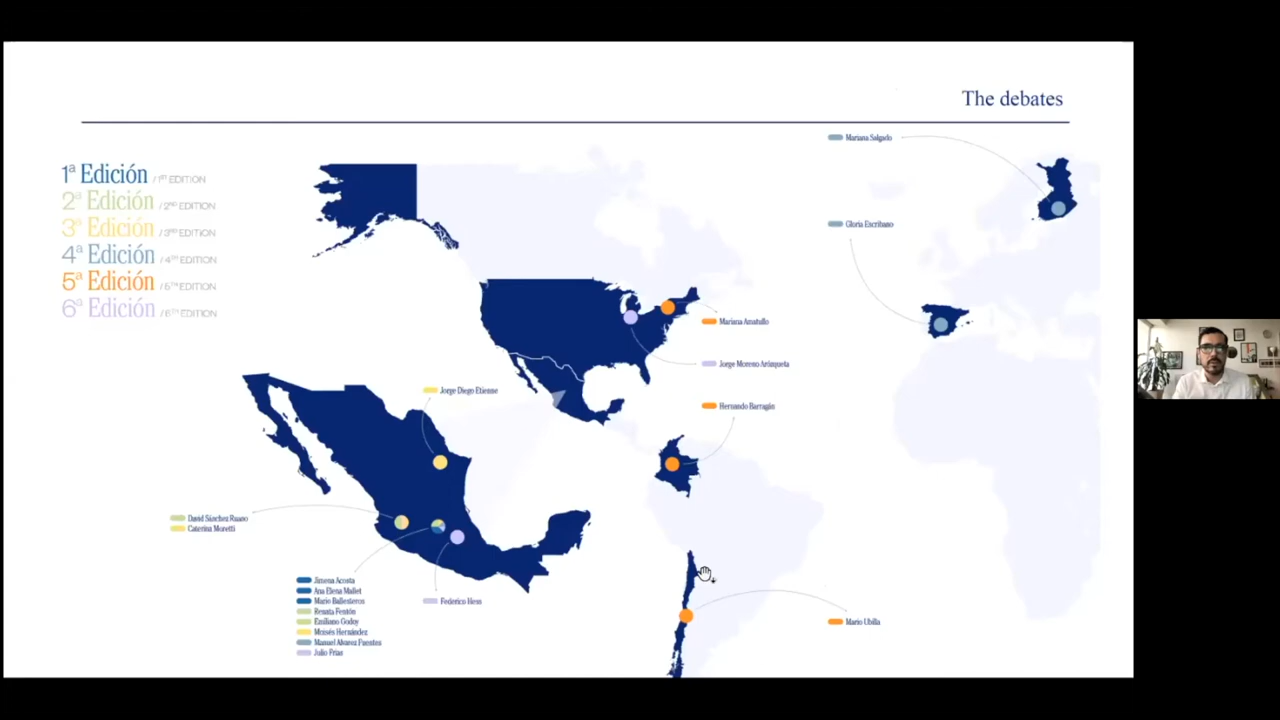 The debates
1ª Edición / 1ST EDITION
2ª Edición / 2ND EDITION
3ª Edición / 3RD EDITION
4ª Edición / 4TH EDITION
5ª Edición / 5TH EDITION
6ª Edición / 6TH EDITION
Mariana Salgado
Gloria Escribano
Mariana Amatullo
Jorge Moreno Arózqueta
Jorge Diego Etienne
Hernando Barragán
David Sánchez Ruano
Caterina Moretti
Jimena Acosta
Ana Elena Mallet
Mario Ballesteros
Renata Fentón
Emiliano Godoy
Moisés Hernández
Manuel Alvarez Fuentes
Julio Frías
Federico Hess
Mario Ubilla